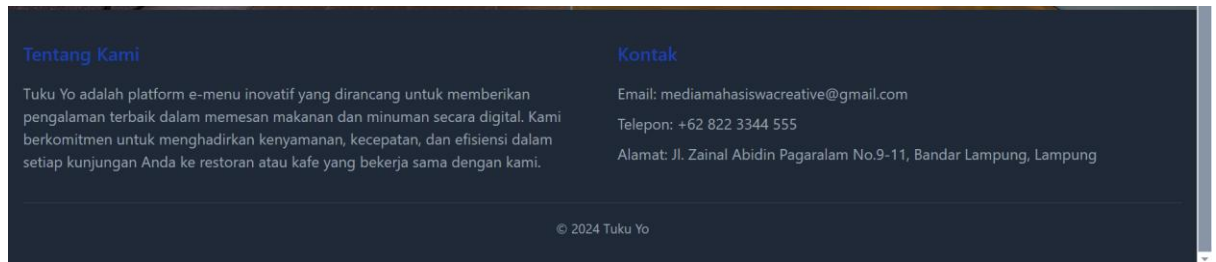 Tentang Kami
Tuku Yo adalah platform e-menu inovatif yang dirancang untuk memberikan
pengalaman terbaik dalam memesan makanan dan minuman secara digital. Kami
berkomitmen untuk menghadirkan kenyamanan, kecepatan, dan efisiensi dalam
setiap kunjungan Anda ke restoran atau kafe yang bekerja sama dengan kami.
Kontak
Email: mediamahasiswacreative@gmail.com
Telepon: +62 822 3344 555
Alamat: Jl. Zainal Abidin Pagaralam No.9-11, Bandar Lampung, Lampung
© 2024 Tuku Yo